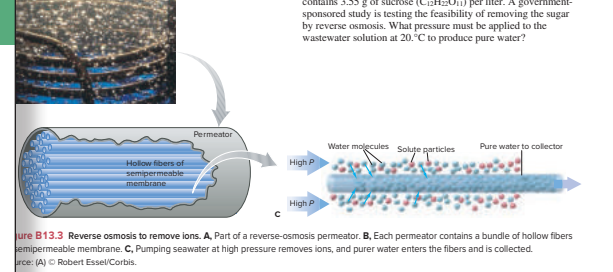 contains 3.55 g of sucrose (C₁₂H₂₂O₁₁) per liter. A government-
sponsored study is testing the feasibility of removing the sugar
by reverse osmosis. What pressure must be applied to the
wastewater solution at 20.°C to produce pure water?
Permeator
Hollow fibers of
semipermeable
membrane
Water molecules
Solute particles
Pure water to collector
High P
High P
C
B13.3 Reverse osmosis to remove ions. A, Part of a reverse-osmosis permeator. B, Each permeator contains a bundle of hollow fibers
semipermeable membrane. C, Pumping seawater at high pressure removes ions, and purer water enters the fibers and is collected.
(A) © Robert Essel/Corbis.